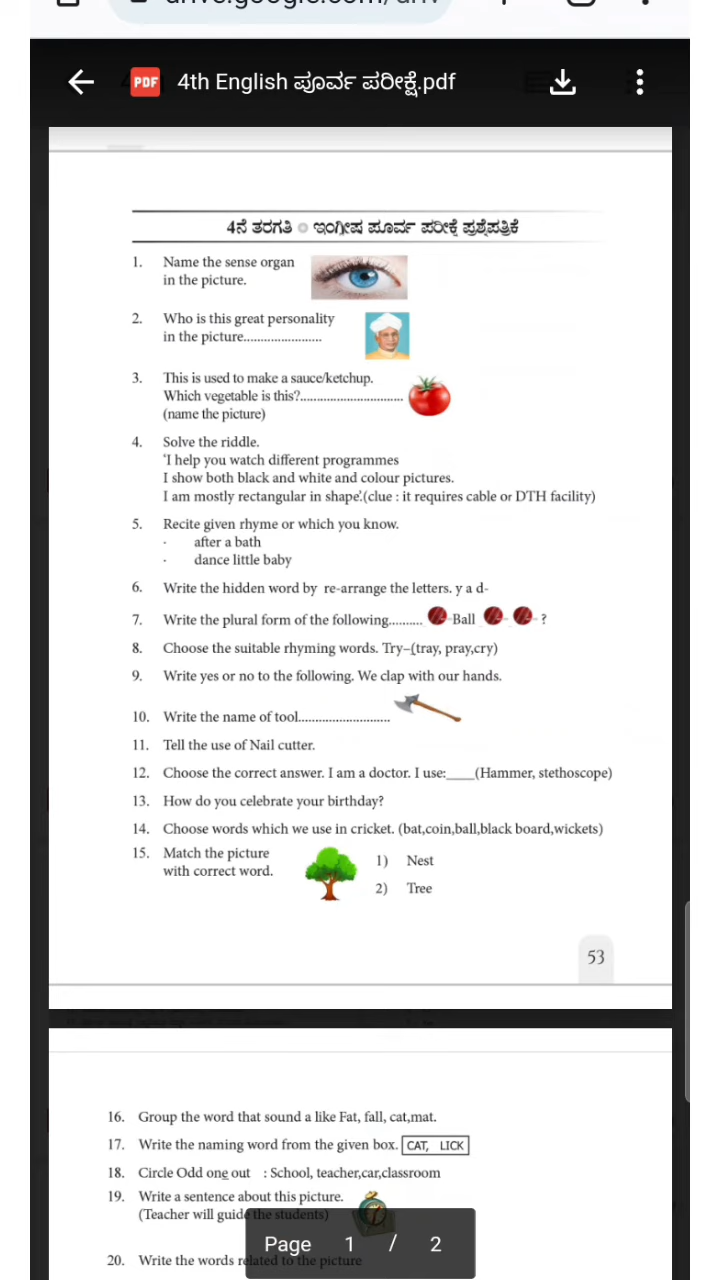 4th English ಪೂರ್ವ ಪರೀಕ್ಷೆ.pdf
PDF
4ನೆ ತರಗತಿ ಇಂಗ್ಲೀಷ ಪೂರ್ವ ಪರೀಕ್ಷೆ ಪ್ರಶ್ನೆಪತ್ರಿಕೆ
1. Name the sense organ
in the picture.
2. Who is this great personality
in the picture......................
3. This is used to make a sauce/ketchup.
Which vegetable is this?.............................
(name the picture)
4. Solve the riddle.
'I help you watch different programmes
I show both black and white and colour pictures.
I am mostly rectangular in shape'.(clue : it requires cable or DTH facility)
5. Recite given rhyme or which you know.
· after a bath
· dance little baby
6. Write the hidden word by re-arrange the letters. y a d-
7. Write the plural form of the following......... -Ball - - ?
8. Choose the suitable rhyming words. Try–(tray, pray,cry)
9. Write yes or no to the following. We clap with our hands.
10. Write the name of tool..........................
11. Tell the use of Nail cutter.
12. Choose the correct answer. I am a doctor. I use:____(Hammer, stethoscope)
13. How do you celebrate your birthday?
14. Choose words which we use in cricket. (bat,coin,ball,black board,wickets)
15. Match the picture
with correct word.
1) Nest
2) Tree
53
16. Group the word that sound a like Fat, fall, cat,mat.
17. Write the naming word from the given box. CAT, LICK
18. Circle Odd one out : School, teacher,car,classroom
19. Write a sentence about this picture.
(Teacher will guide the students)
Page 1 / 2
20. Write the words related to the picture